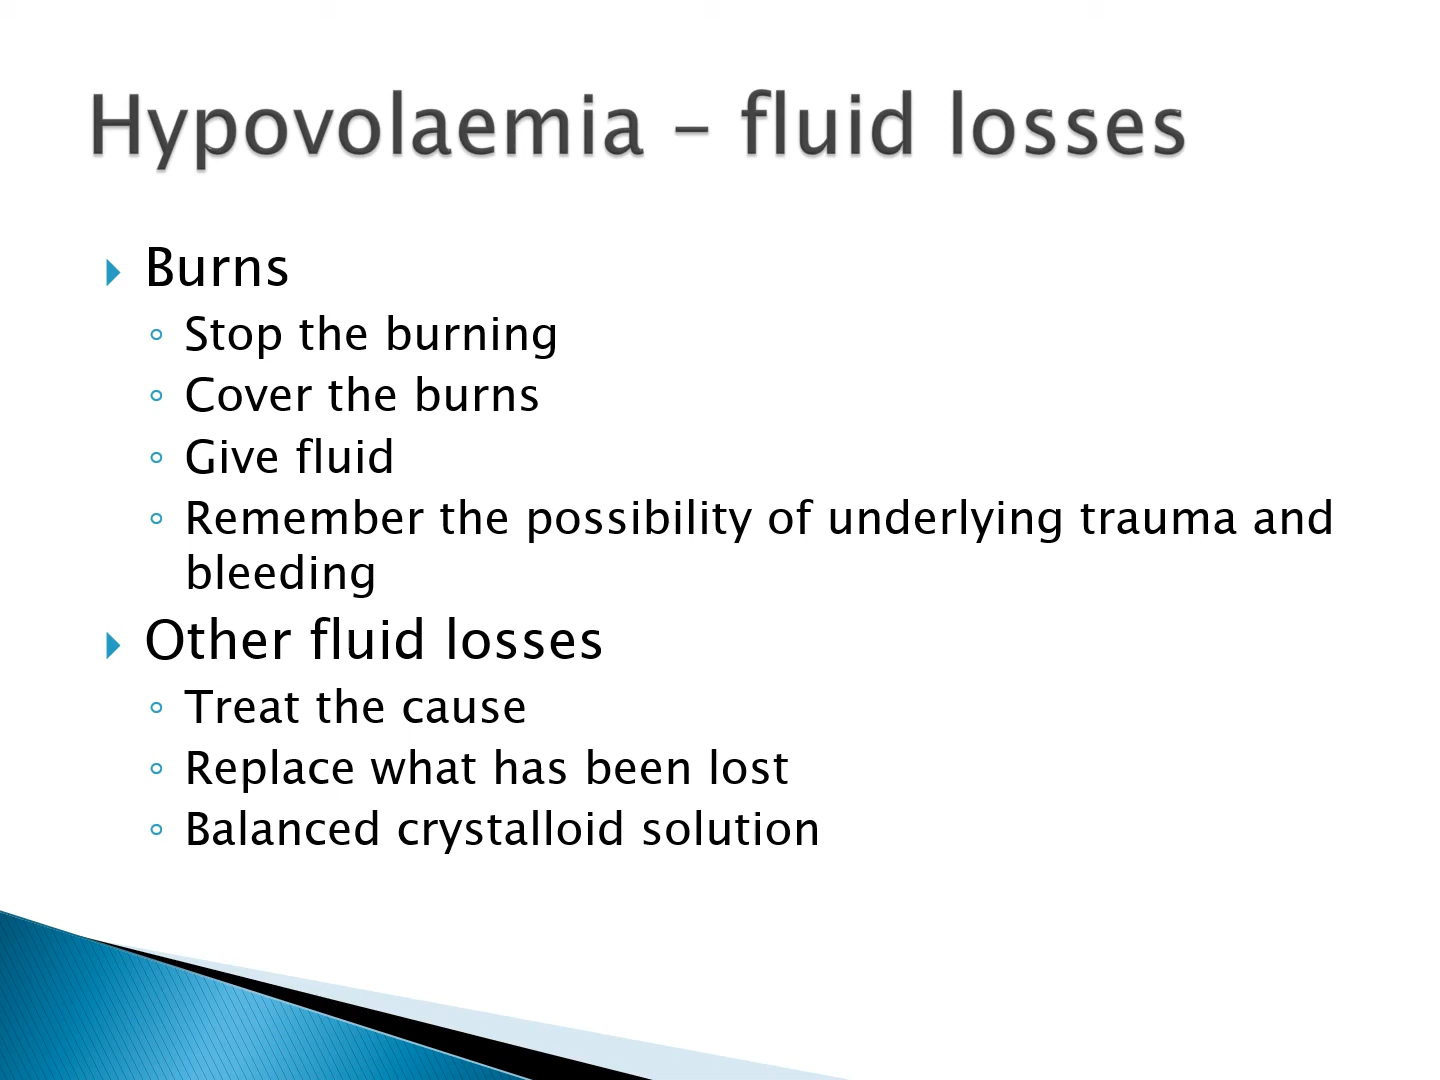 Hypovolaemia – fluid losses
Burns
Stop the burning
Cover the burns
Give fluid
Remember the possibility of underlying trauma and
bleeding
Other fluid losses
Treat the cause
Replace what has been lost
Balanced crystalloid solution